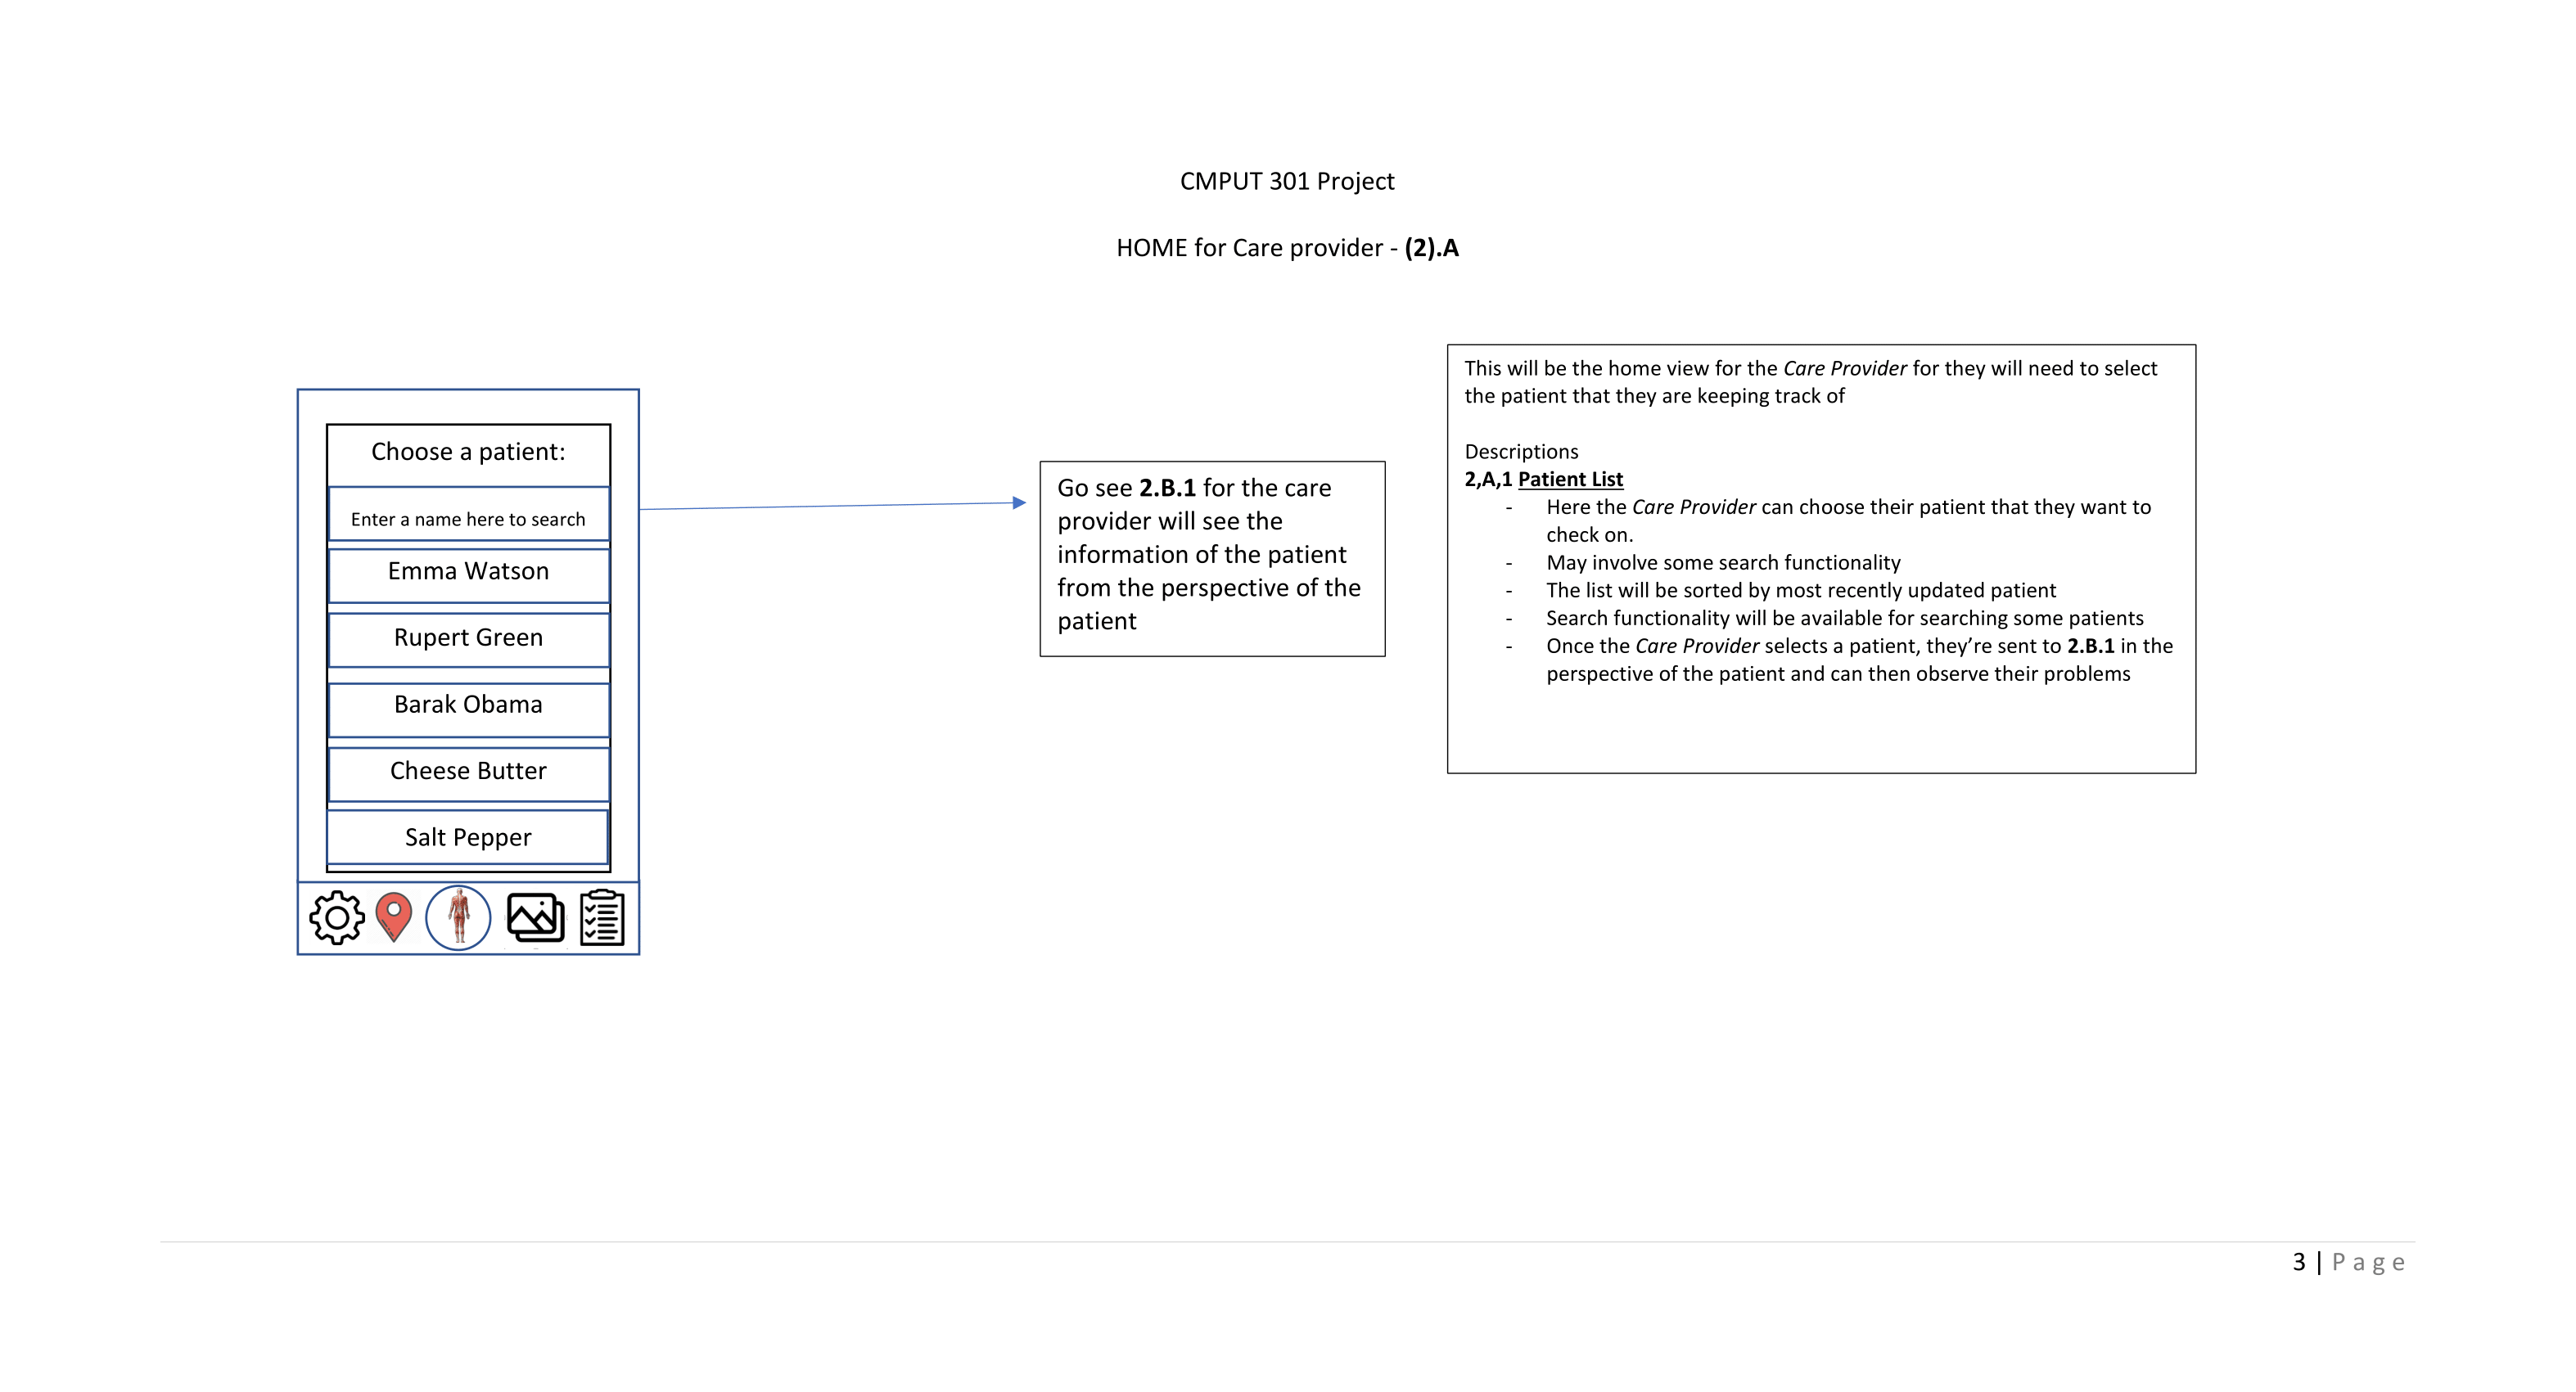 CMPUT 301 Project
HOME for Care provider - (2).A
Choose a patient:
Enter a name here to search
Emma Watson
Rupert Green
Barak Obama
Cheese Butter
Salt Pepper
Go see 2.B.1 for the care
provider will see the
information of the patient
from the perspective of the
patient
This will be the home view for the Care Provider for they will need to select
the patient that they are keeping track of
Descriptions
2,A,1 Patient List
- Here the Care Provider can choose their patient that they want to
check on.
- May involve some search functionality
- The list will be sorted by most recently updated patient
- Search functionality will be available for searching some patients
- Once the Care Provider selects a patient, they’re sent to 2.B.1 in the
perspective of the patient and can then observe their problems
3 | Page